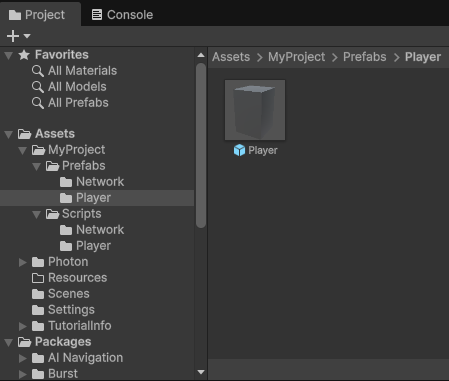 Project
Console
Favorites
All Materials
All Models
All Prefabs
Assets
MyProject
Prefabs
Network
Player
Scripts
Network
Player
Photon
Resources
Scenes
Settings
TutorialInfo
Packages
AI Navigation
Burst
Assets > MyProject > Prefabs > Player
Player